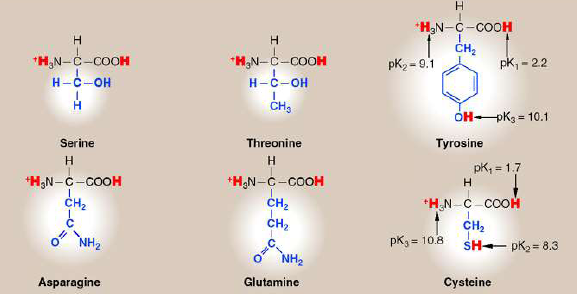 H
⁺H₃N–C–COOH
H–C–OH
H
Serine
H
⁺H₃N–C–COOH
H–C–OH
CH₃
Threonine
H
⁺H₃N–C–COOH
CH₂
pK₂ = 9.1
pK₁ = 2.2
OH
pK₃ = 10.1
Tyrosine
H
⁺H₃N–C–COOH
CH₂
C
O
NH₂
Asparagine
H
⁺H₃N–C–COOH
CH₂
CH₂
C
O
NH₂
Glutamine
pK₁ = 1.7
H
⁺H₃N–C–COOH
CH₂
pK₃ = 10.8
SH
pK₂ = 8.3
Cysteine